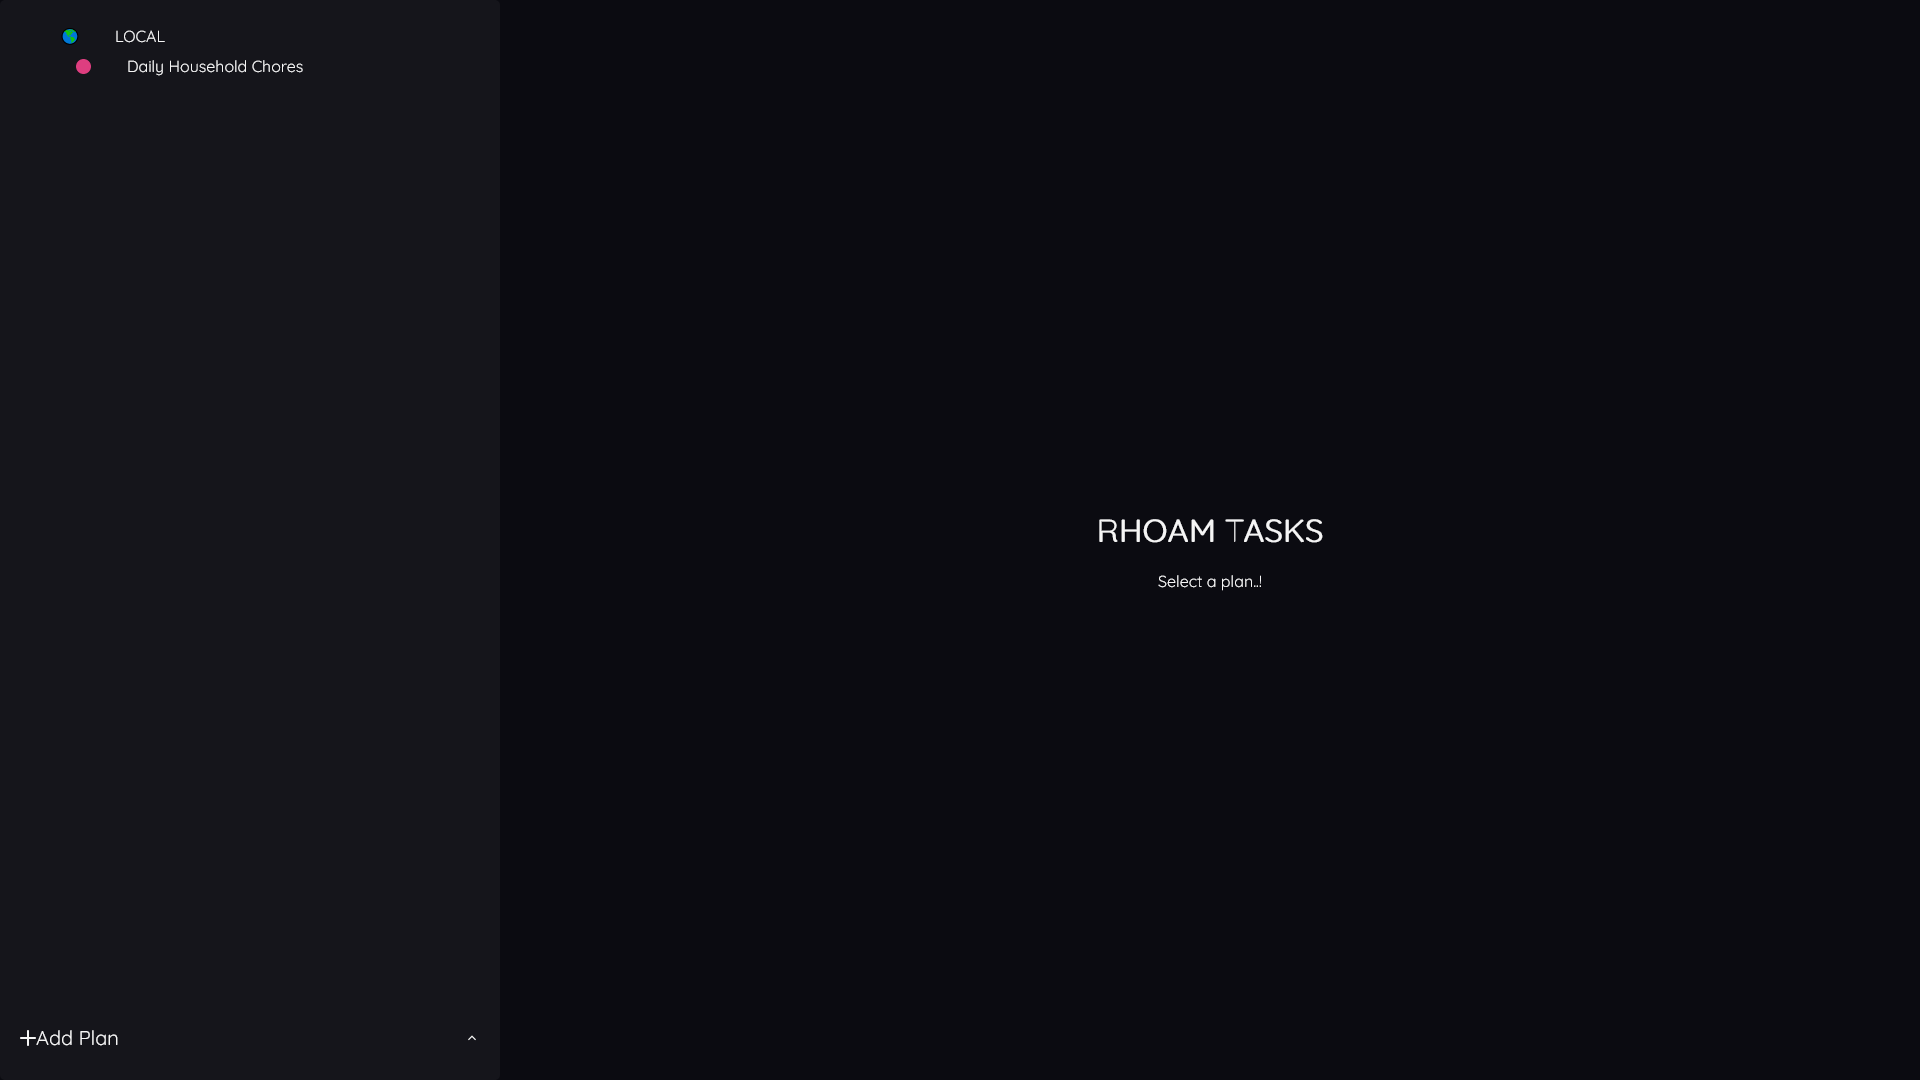 LOCAL
Daily Household Chores
RHOAM TASKS
Select a plan..!
Add Plan